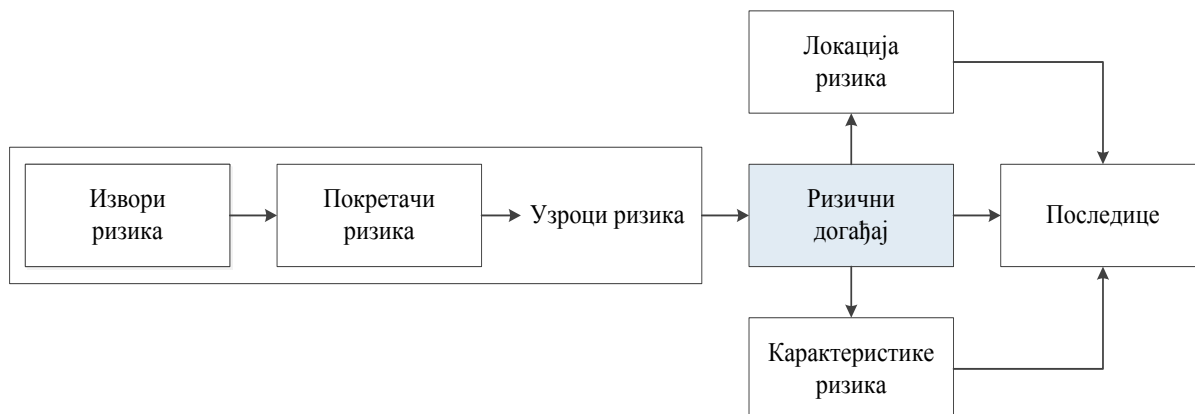 Локација
ризика
Извори
ризика
Покретачи
ризика
Узроци ризика
Ризични
догађај
Последице
Карактеристике
ризика